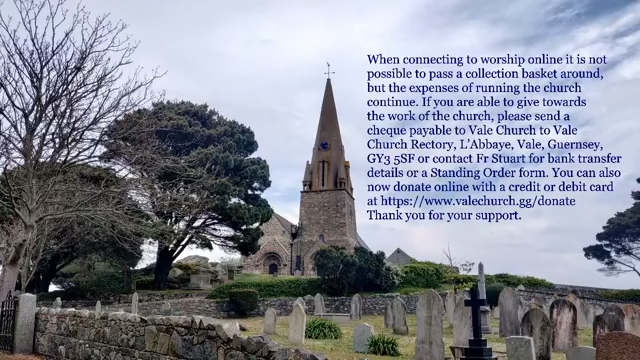 When connecting to worship online it is not
possible to pass a collection basket around,
but the expenses of running the church
continue. If you are able to give towards
the work of the church, please send a
cheque payable to Vale Church to Vale
Church Rectory, L'Abbaye, Vale, Guernsey,
GY3 5SF or contact Fr Stuart for bank transfer
details or a Standing Order form. You can also
now donate online with a credit or debit card
at https://www.valechurch.gg/donate
Thank you for your support.